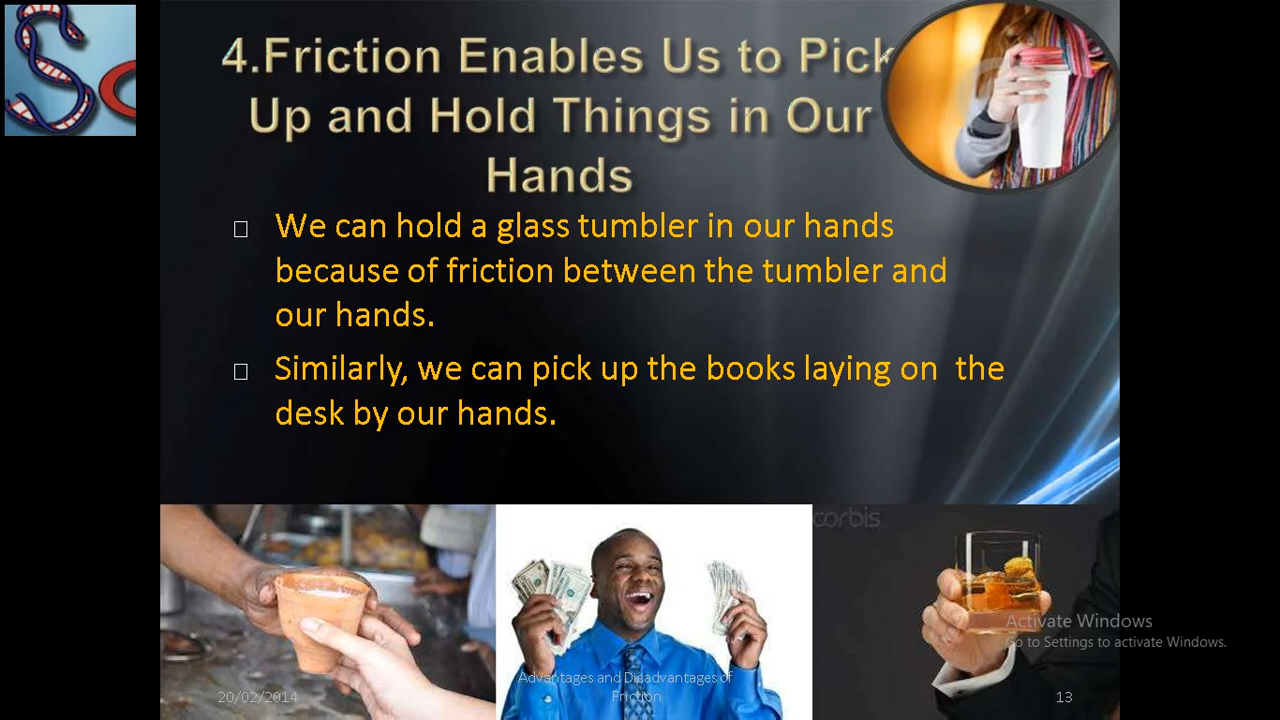 4.Friction Enables Us to Pick
Up and Hold Things in Our
Hands
We can hold a glass tumbler in our hands
because of friction between the tumbler and
our hands.
Similarly, we can pick up the books laying on the
desk by our hands.
corbis
Activate Windows
Go to Settings to activate Windows.
20/02/2014
Advantages and Disadvantages of
Friction
13